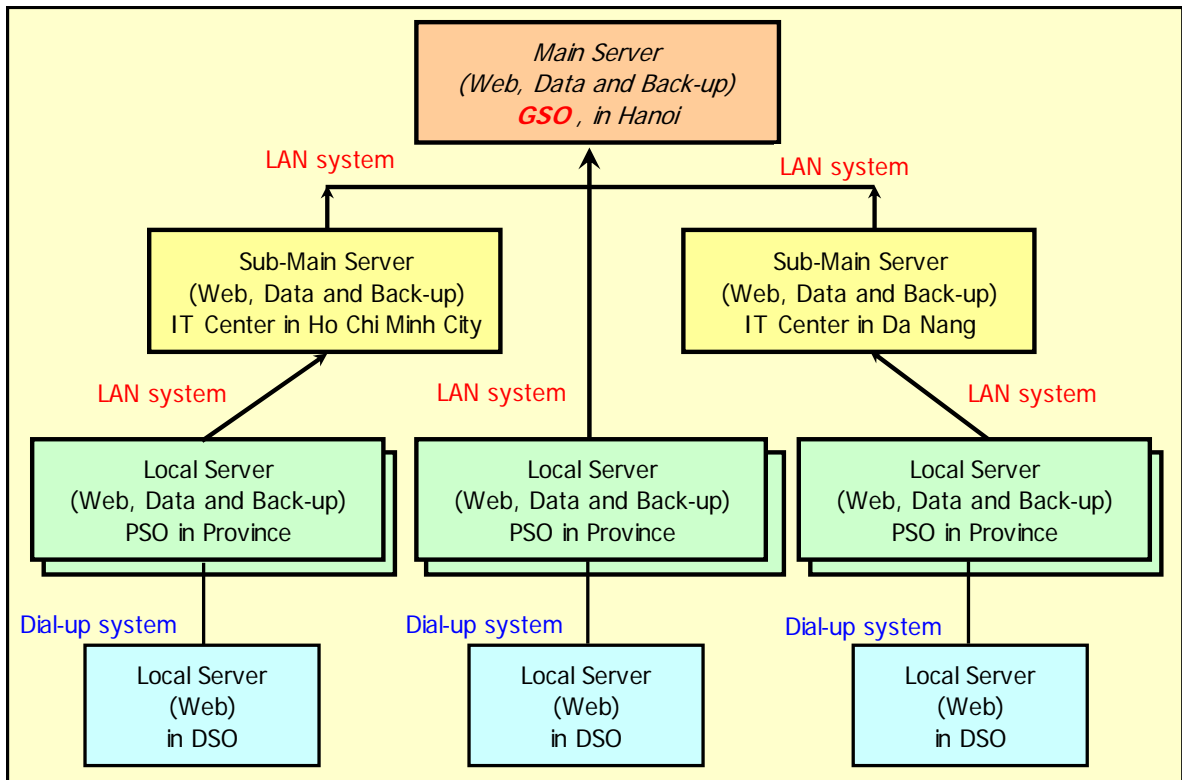 Main Server
(Web, Data and Back-up)
GSO , in Hanoi
LAN system
LAN system
Sub-Main Server
(Web, Data and Back-up)
IT Center in Ho Chi Minh City
Sub-Main Server
(Web, Data and Back-up)
IT Center in Da Nang
LAN system
LAN system
LAN system
Local Server
(Web, Data and Back-up)
PSO in Province
Local Server
(Web, Data and Back-up)
PSO in Province
Local Server
(Web, Data and Back-up)
PSO in Province
Dial-up system
Dial-up system
Dial-up system
Local Server
(Web)
in DSO
Local Server
(Web)
in DSO
Local Server
(Web)
in DSO